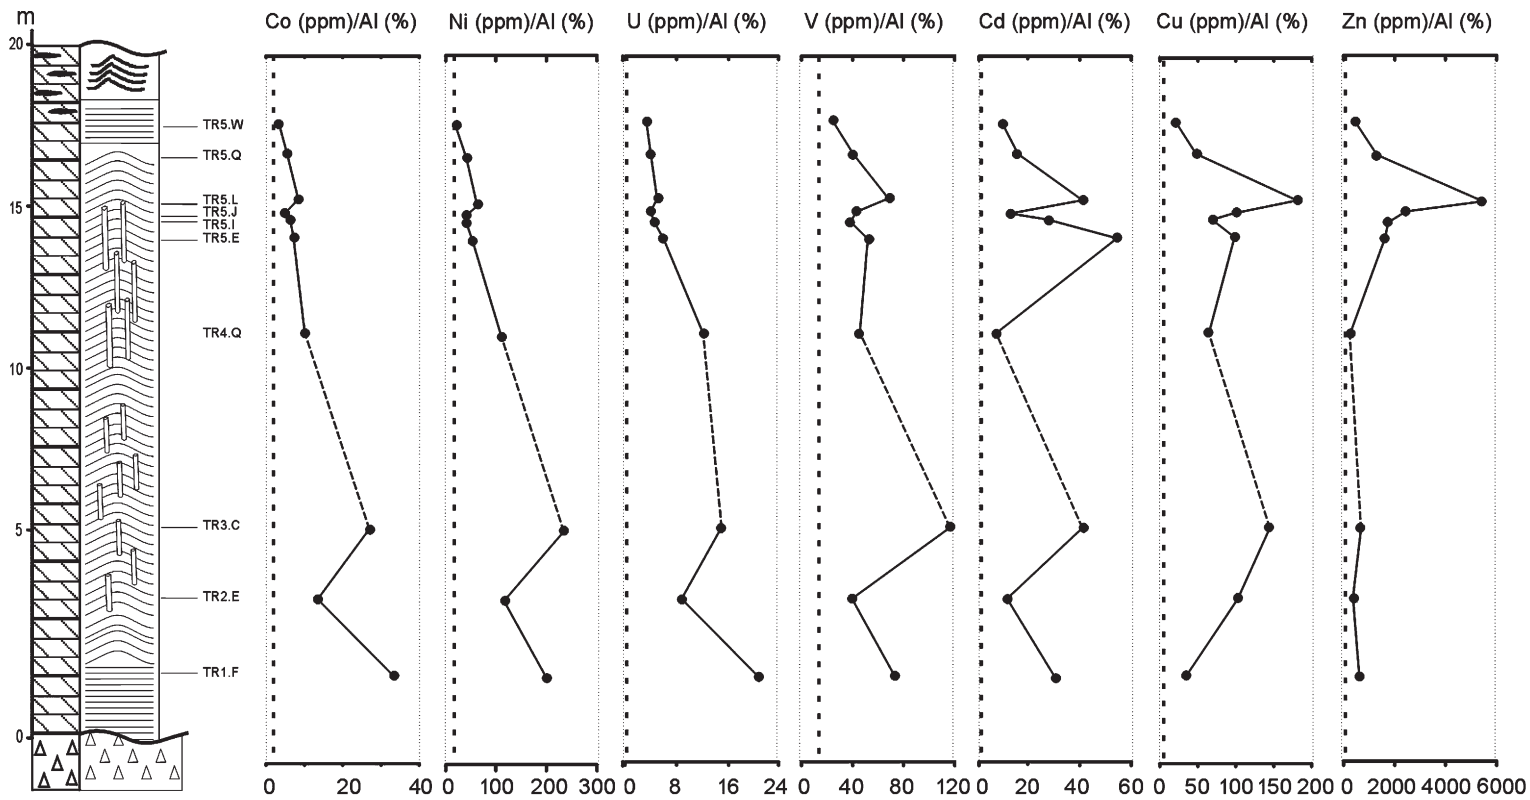 m
Co (ppm)/Al (%)
Ni (ppm)/Al (%)
U (ppm)/Al (%)
V (ppm)/Al (%)
Cd (ppm)/Al (%)
Cu (ppm)/Al (%)
Zn (ppm)/Al (%)
20
TR5.W
TR5.Q
TR5.L
15
TR5.J
TR5.I
TR5.E
TR4.Q
10
TR3.C
5
TR2.E
TR1.F
0
0 20 40
0 100 200 300
0 8 16 24
0 40 80 120
0 20 40 60
0 50 100 150 200
0 2000 4000 6000